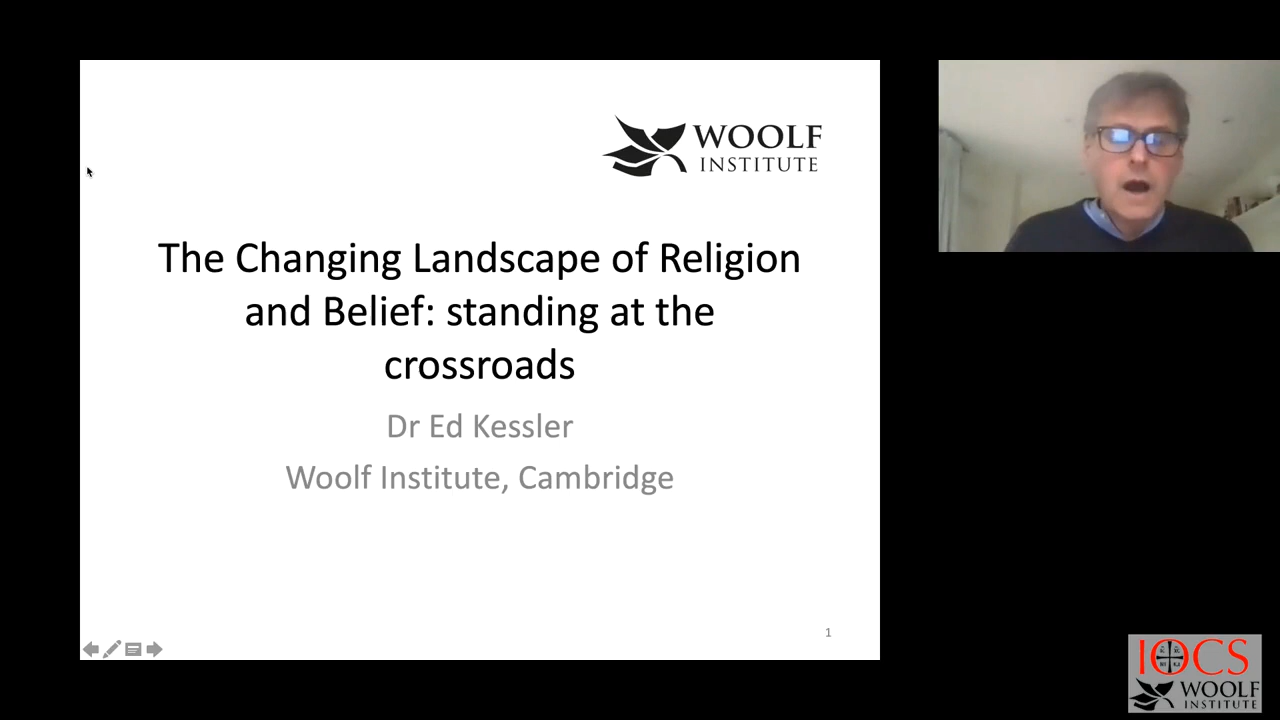 WOOLF
INSTITUTE
The Changing Landscape of Religion
and Belief: standing at the
crossroads
Dr Ed Kessler
Woolf Institute, Cambridge
1
IOCS
WOOLF
INSTITUTE